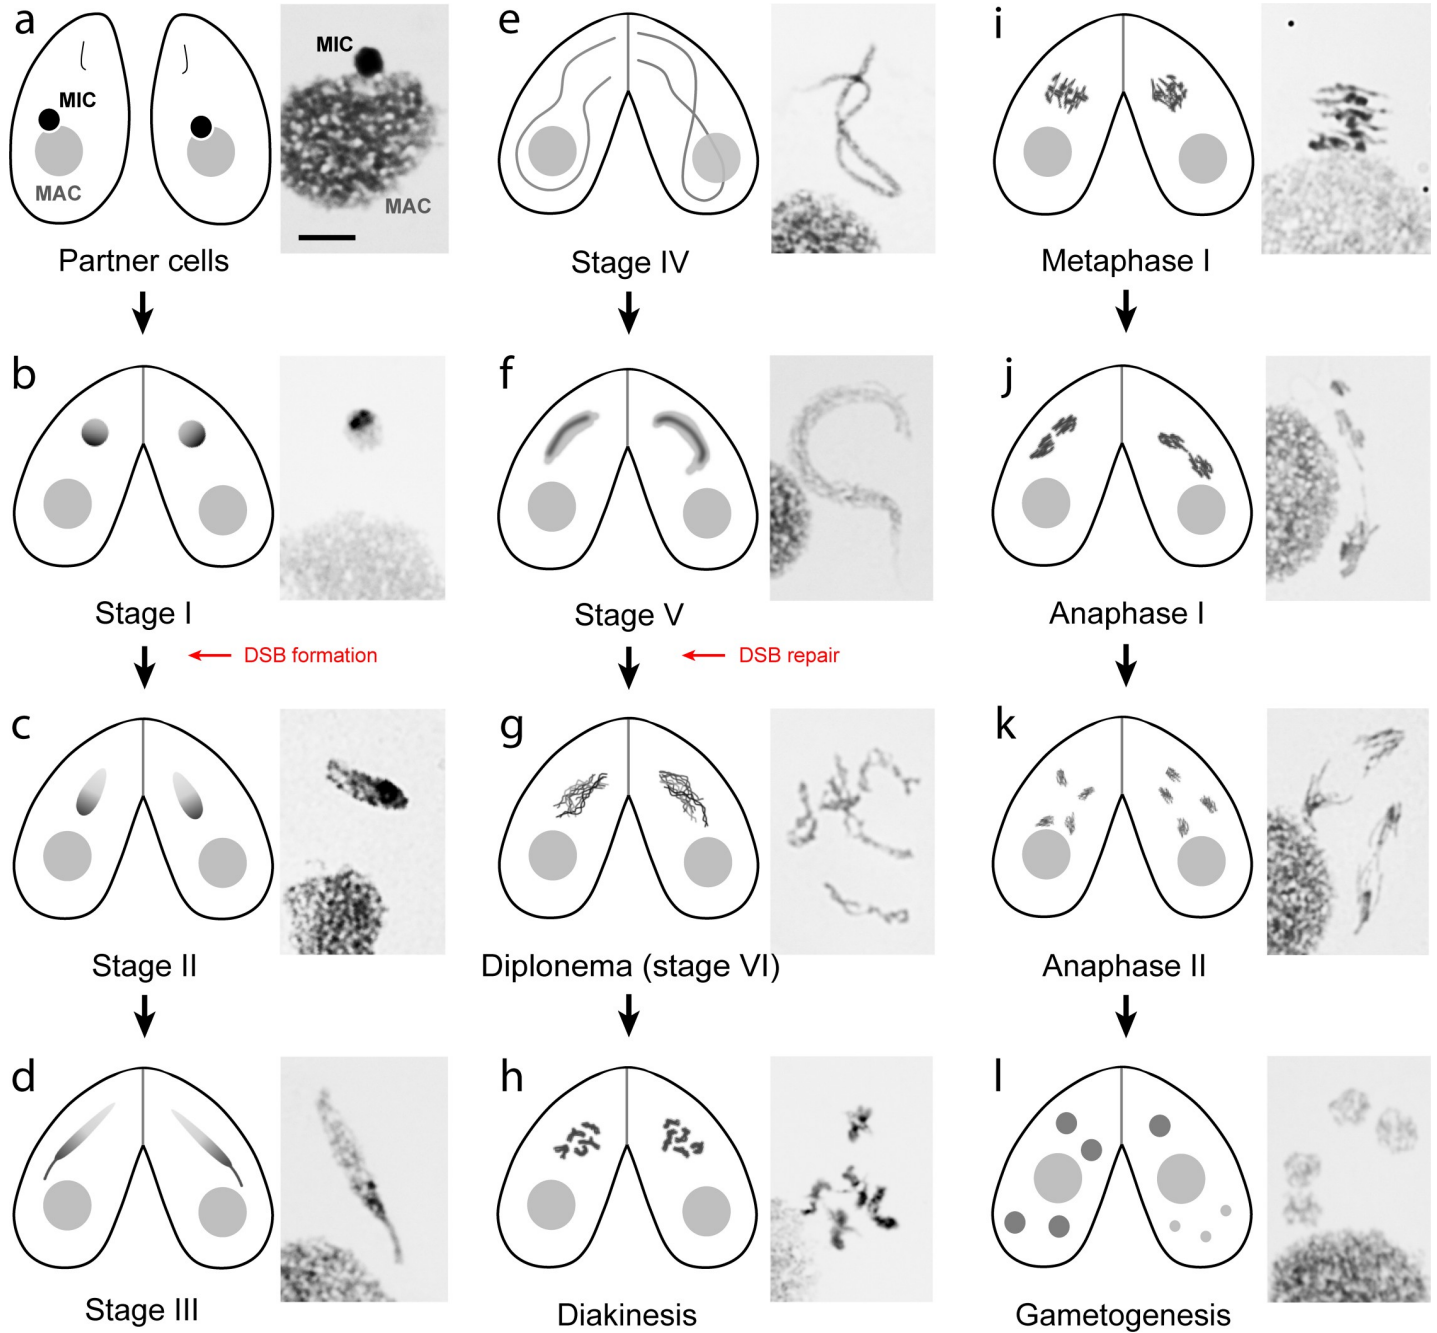 a
MIC
MAC
MIC
MAC
Partner cells
b
Stage I
DSB formation
c
Stage II
d
Stage III
e
Stage IV
f
Stage V
DSB repair
g
Diplonema (stage VI)
h
Diakinesis
i
Metaphase I
j
Anaphase I
k
Anaphase II
l
Gametogenesis